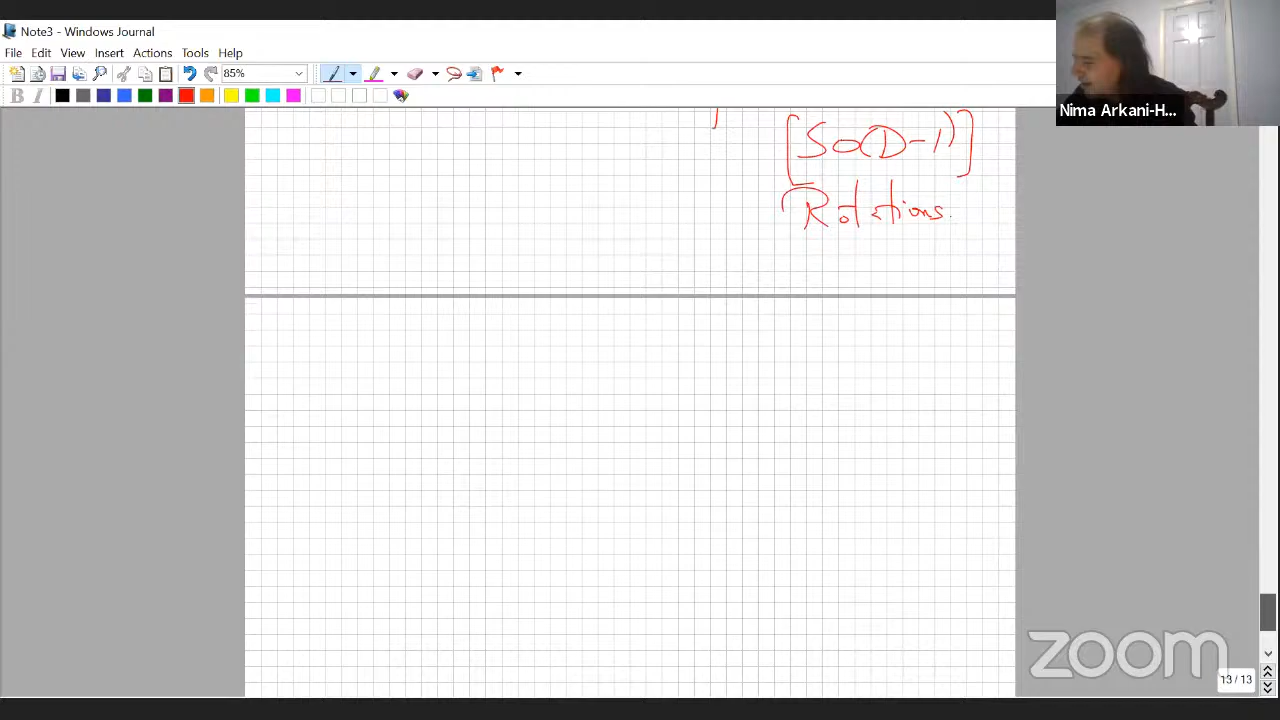 Note3 - Windows Journal
File Edit View Insert Actions Tools Help
85%
B I
Nima Arkani-H...
[SO(D-1)]
Rotations.
zoom
13 / 13